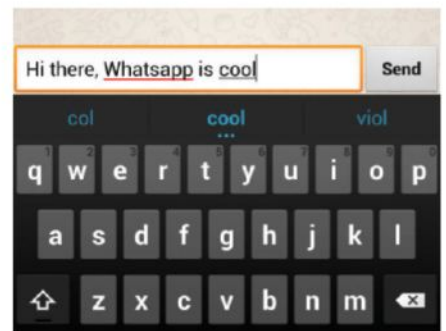 Hi there, Whatsapp is cool Send
col cool viol
1 2 3 4 5 6 7 8 9 0
q w e r t y u i o p
a s d f g h j k l
z x c v b n m